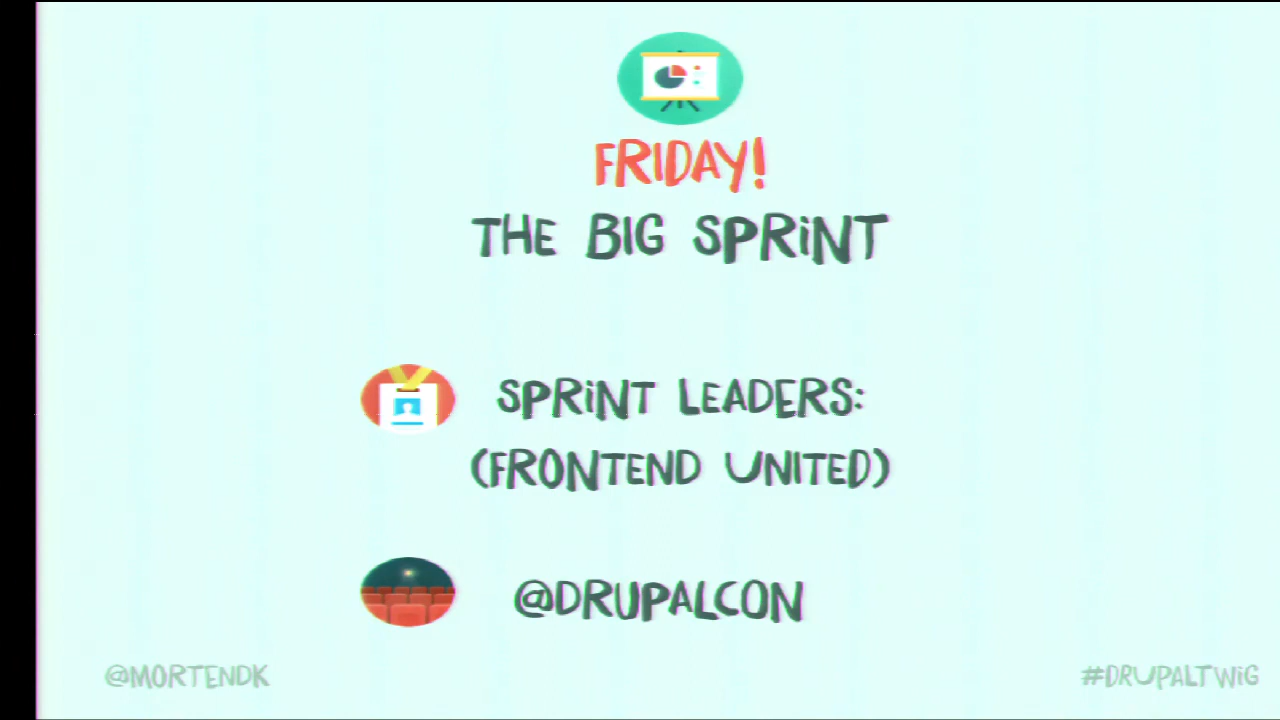 FRIDAY!
THE BIG SPRiNT
SPRiNT LEADERS:
(FRONTEND UNITED)
@DRUPALCON
@MORTENDK
#DRUPALTWiG